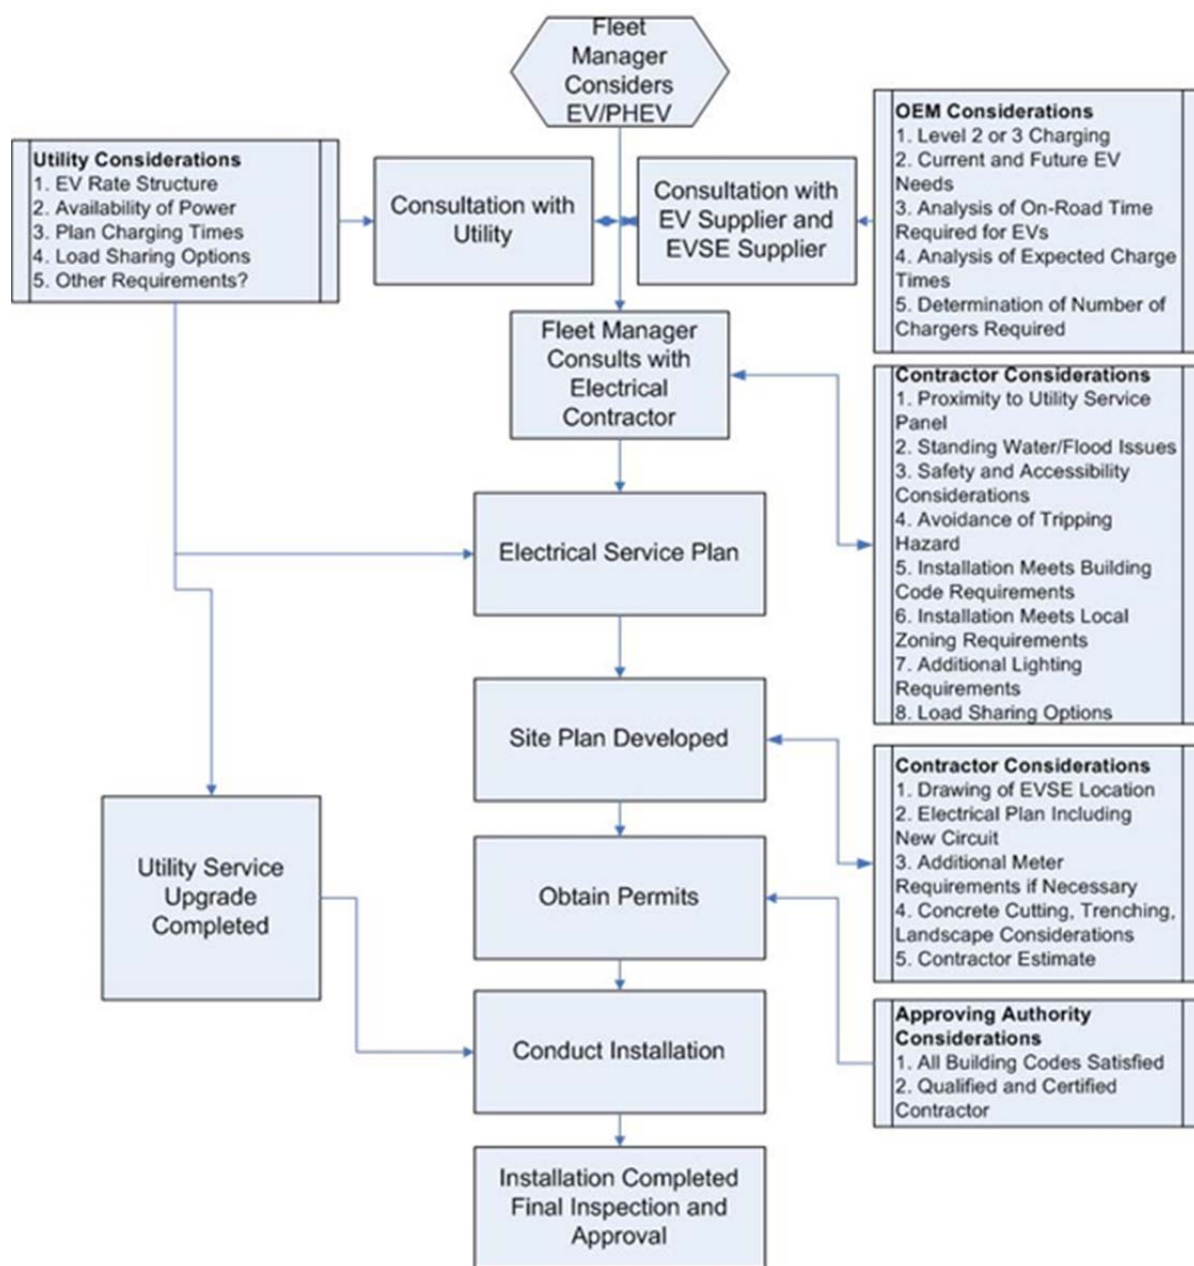 Fleet
Manager
Considers
EV/PHEV
Utility Considerations
1. EV Rate Structure
2. Availability of Power
3. Plan Charging Times
4. Load Sharing Options
5. Other Requirements?
Consultation with
Utility
Consultation with
EV Supplier and
EVSE Supplier
OEM Considerations
1. Level 2 or 3 Charging
2. Current and Future EV
Needs
3. Analysis of On-Road Time
Required for EVs
4. Analysis of Expected Charge
Times
5. Determination of Number of
Chargers Required
Fleet Manager
Consults with
Electrical
Contractor
Contractor Considerations
1. Proximity to Utility Service
Panel
2. Standing Water/Flood Issues
3. Safety and Accessibility
Considerations
4. Avoidance of Tripping
Hazard
5. Installation Meets Building
Code Requirements
6. Installation Meets Local
Zoning Requirements
7. Additional Lighting
Requirements
8. Load Sharing Options
Electrical Service Plan
Site Plan Developed
Contractor Considerations
1. Drawing of EVSE Location
2. Electrical Plan Including
New Circuit
3. Additional Meter
Requirements if Necessary
4. Concrete Cutting, Trenching,
Landscape Considerations
5. Contractor Estimate
Utility Service
Upgrade
Completed
Obtain Permits
Approving Authority
Considerations
1. All Building Codes Satisfied
2. Qualified and Certified
Contractor
Conduct Installation
Installation Completed
Final Inspection and
Approval